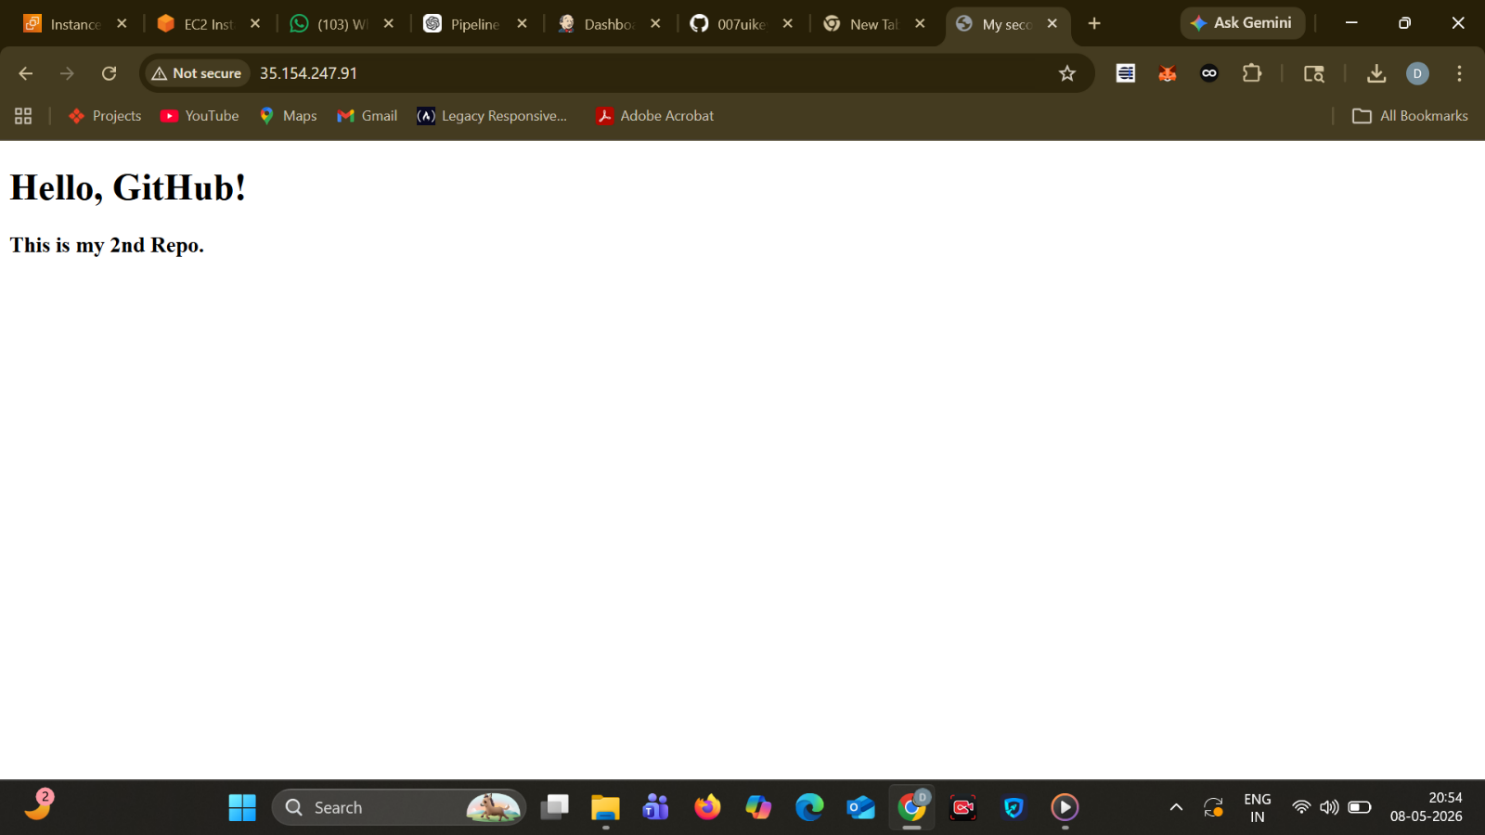 Instance
EC2 Inst
(103) W
Pipeline
Dashbo
007uike
New Tab
My seco
Ask Gemini
Not secure
35.154.247.91
D
Projects
YouTube
Maps
Gmail
Legacy Responsive...
Adobe Acrobat
All Bookmarks
Hello, GitHub!
This is my 2nd Repo.
2
Search
D
ENG
IN
20:54
08-05-2026